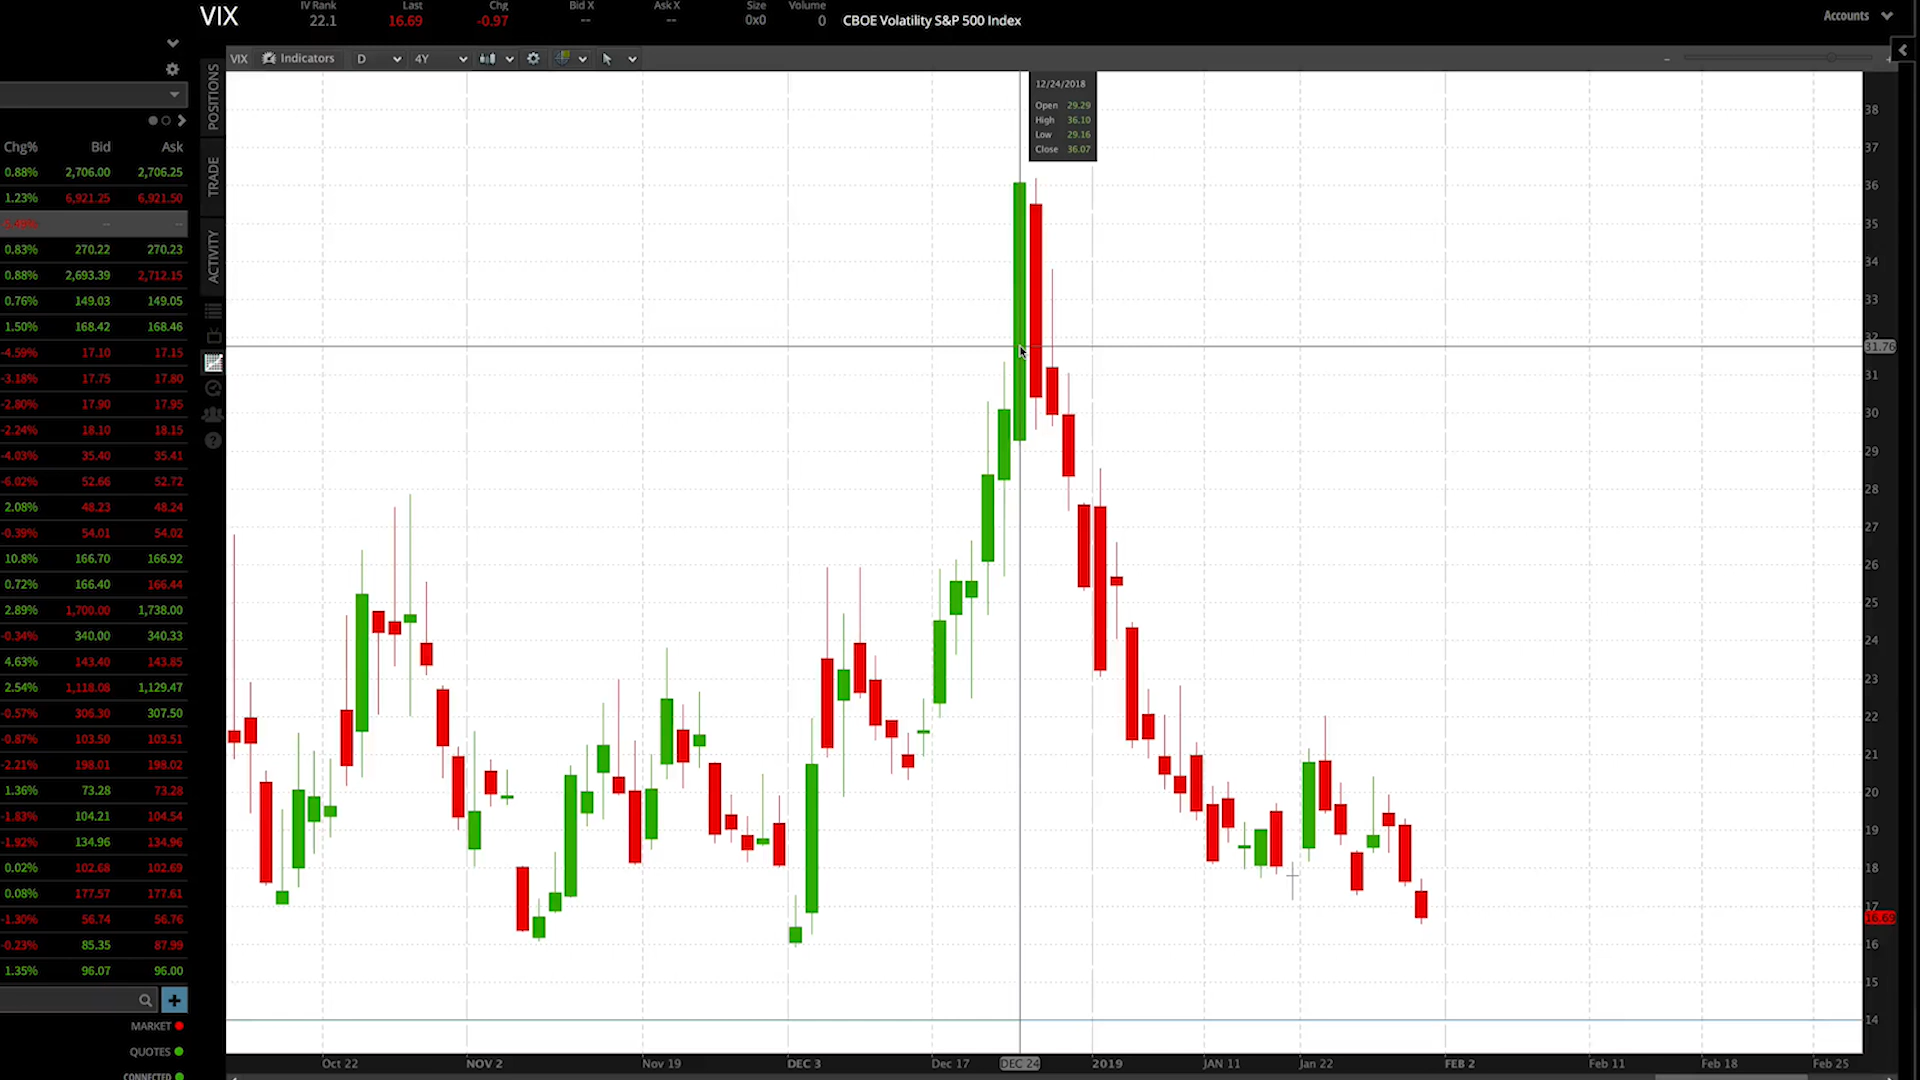 VIX
IV Rank Last Chg Bid X Ask X Size Volume
22.1 16.69 -0.97 -- -- 0x0 0 CBOE Volatility S&P 500 Index
Accounts
VIX Indicators D 4Y
POSITIONS
TRADE
ACTIVITY
Chg% Bid Ask
0.88% 2,706.00 2,706.25
1.23% 6,921.25 6,921.50
-- --
0.83% 270.22 270.23
0.88% 2,693.39 2,712.15
0.76% 149.03 149.05
1.50% 168.42 168.46
-4.59% 17.10 17.15
-3.18% 17.75 17.80
-2.80% 17.90 17.95
-2.24% 18.10 18.15
-4.03% 35.40 35.41
-6.02% 52.66 52.72
2.08% 48.23 48.24
-0.39% 54.01 54.02
10.8% 166.70 166.92
0.72% 166.40 166.44
2.89% 1,700.00 1,738.00
-0.34% 340.00 340.33
4.63% 143.40 143.85
2.54% 1,118.08 1,129.47
-0.57% 306.30 307.50
-0.87% 103.50 103.51
-2.21% 198.01 198.02
1.36% 73.28 73.28
-1.83% 104.21 104.54
-1.92% 134.96 134.96
0.02% 102.68 102.69
0.08% 177.57 177.61
-1.30% 56.74 56.76
-0.23% 85.35 87.99
1.35% 96.07 96.00
MARKET
QUOTES
CONNECTED
12/24/2018
Open 29.29
High 36.10
Low 29.16
Close 36.07
38
37
36
35
34
33
32
31.76
31
30
29
28
27
26
25
24
23
22
21
20
19
18
17
16.69
16
15
14
Oct 22 NOV 2 Nov 19 DEC 3 Dec 17 DEC 24 2019 JAN 11 Jan 22 FEB 2 Feb 11 Feb 18 Feb 25